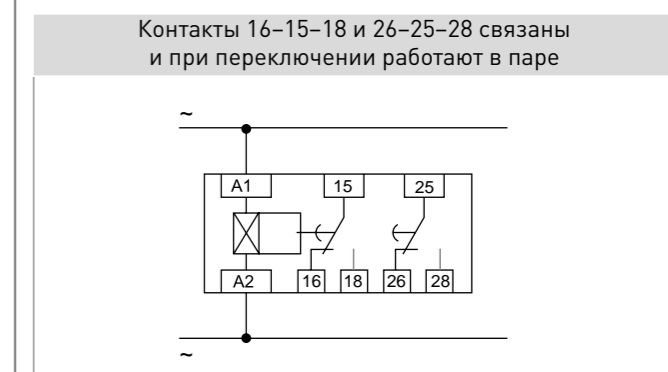 Контакты 16–15–18 и 26–25–28 связаны
и при переключении работают в паре
~
A1 15 25
A2 16 18 26 28
~